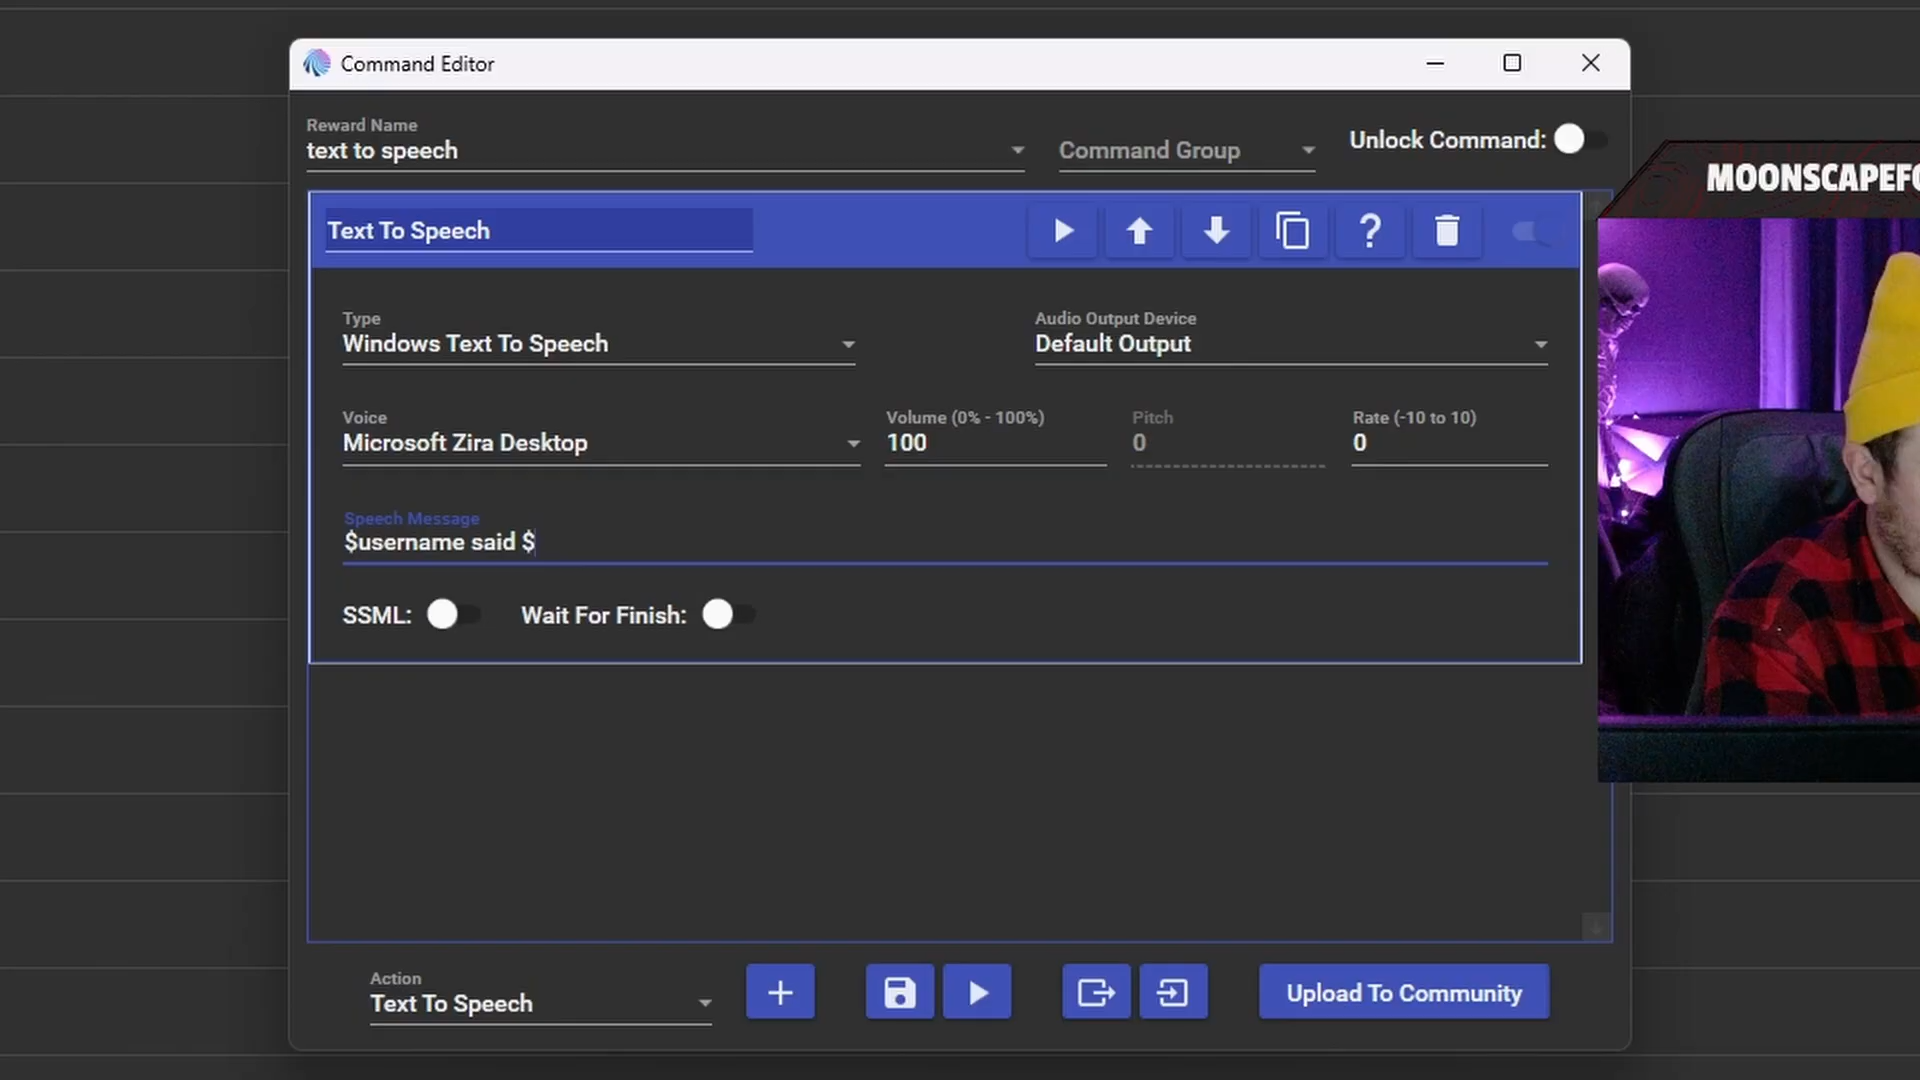 Command Editor
Reward Name
text to speech
Command Group
Unlock Command:
MOONSCAPEFO
Text To Speech
?
Type
Windows Text To Speech
Audio Output Device
Default Output
Voice
Microsoft Zira Desktop
Volume (0% - 100%)
100
Pitch
0
Rate (-10 to 10)
0
Speech Message
$username said $
SSML:
Wait For Finish:
Action
Text To Speech
Upload To Community